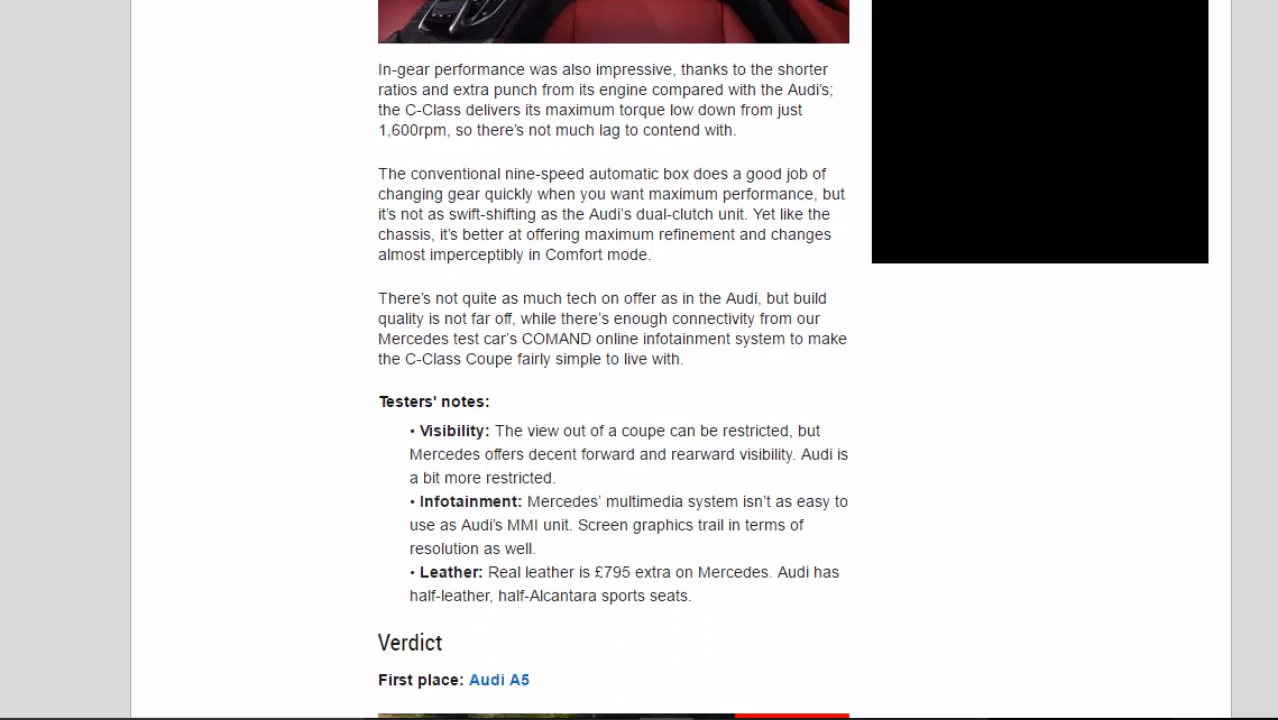 In-gear performance was also impressive, thanks to the shorter
ratios and extra punch from its engine compared with the Audi’s;
the C-Class delivers its maximum torque low down from just
1,600rpm, so there’s not much lag to contend with.
The conventional nine-speed automatic box does a good job of
changing gear quickly when you want maximum performance, but
it’s not as swift-shifting as the Audi’s dual-clutch unit. Yet like the
chassis, it’s better at offering maximum refinement and changes
almost imperceptibly in Comfort mode.
There’s not quite as much tech on offer as in the Audi, but build
quality is not far off, while there’s enough connectivity from our
Mercedes test car’s COMAND online infotainment system to make
the C-Class Coupe fairly simple to live with.
Testers' notes:
• Visibility: The view out of a coupe can be restricted, but
Mercedes offers decent forward and rearward visibility. Audi is
a bit more restricted.
• Infotainment: Mercedes’ multimedia system isn’t as easy to
use as Audi’s MMI unit. Screen graphics trail in terms of
resolution as well.
• Leather: Real leather is £795 extra on Mercedes. Audi has
half-leather, half-Alcantara sports seats.
Verdict
First place: Audi A5